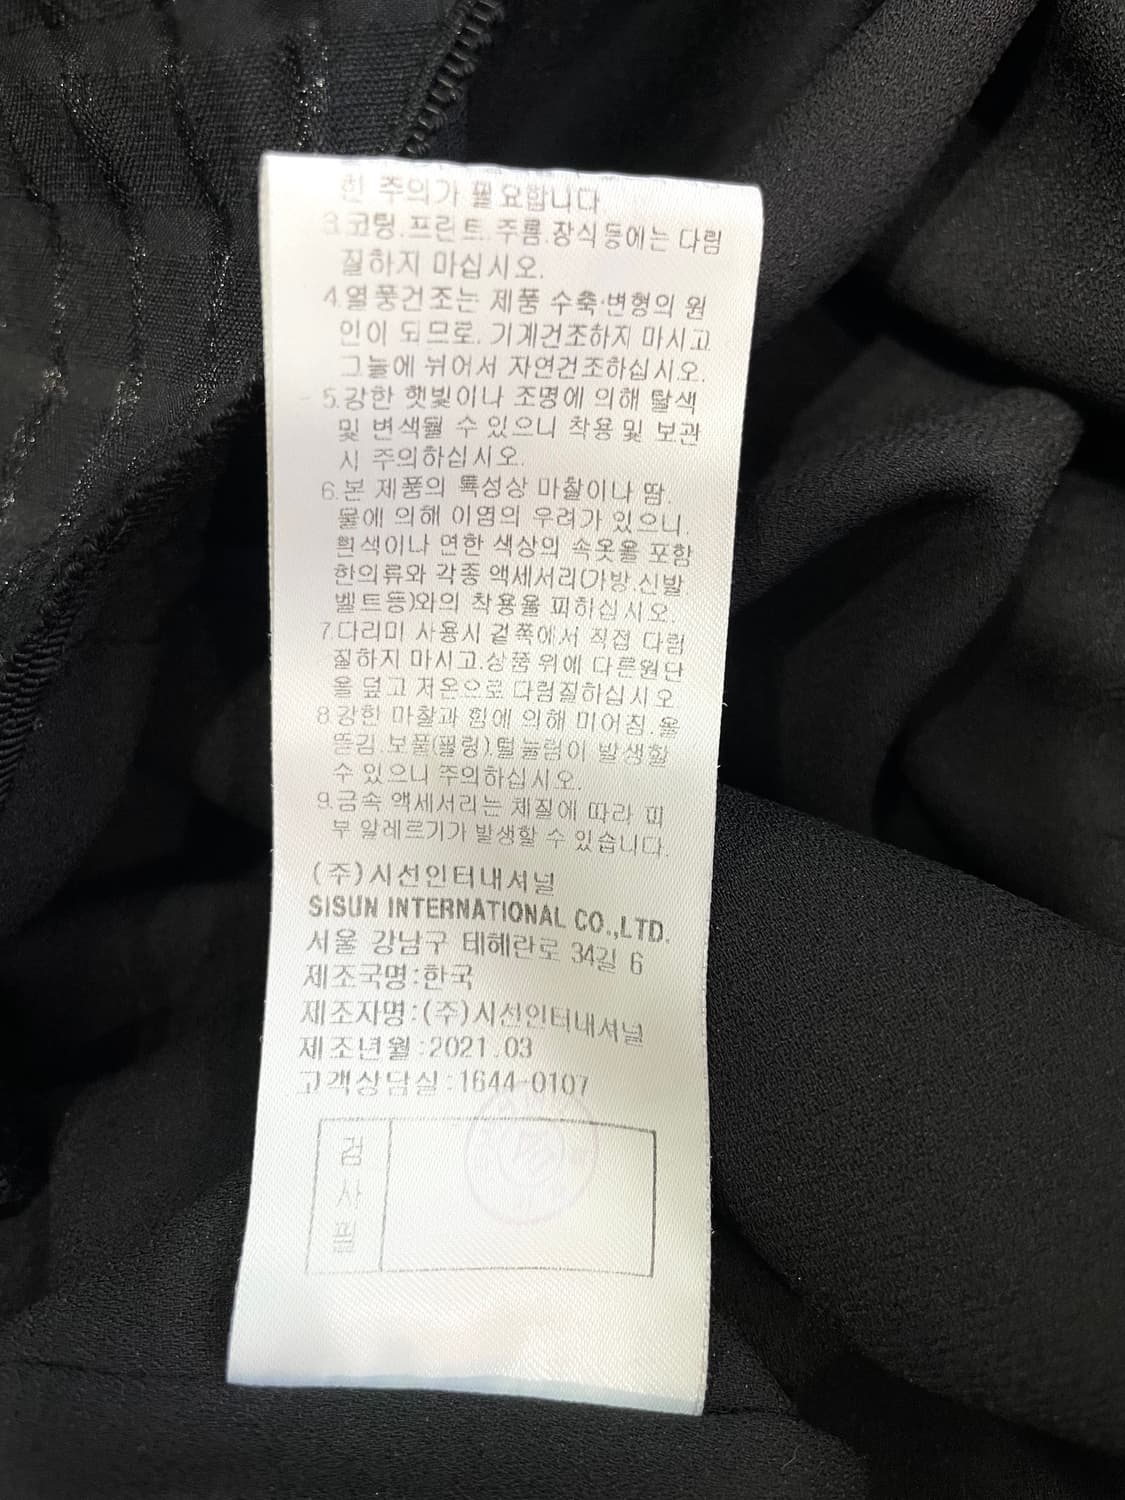 한 주의가 필요합니다
3.코팅.프린트.주름.장식등에는 다림
질하지 마십시오.
4.열풍건조는 제품 수축·변형의 원
인이 되므로. 기계건조하지 마시고
그늘에 뉘어서 자연건조하십시오.
5.강한 햇빛이나 조명에 의해 탈색
및 변색될 수 있으니 착용 및 보관
시 주의하십시오.
6.본 제품의 특성상 마찰이나 땀.
물에 의해 이염의 우려가 있으니.
흰색이나 연한 색상의 속옷을 포함
한의류와 각종 액세서리(가방.신발.
벨트등)와의 착용을 피하십시오.
7.다리미 사용시 겉쪽에서 직접 다림
질하지 마시고.상품위에 다른원단
을 덮고 저온으로 다림질하십시오
8.강한 마찰과 힘에 의해 미어짐.올
뜯김.보풀(필링).털눌림이 발생할
수 있으니 주의하십시오.
9.금속 액세서리는 체질에 따라 피
부 알레르기가 발생할 수 있습니다.
(주)시선인터내셔널
SISUN INTERNATIONAL CO.,LTD.
서울 강남구 테헤란로 34길 6
제조국명:한국
제조자명:(주)시선인터내셔널
제조년월:2021.03
고객상담실:1644-0107
검사필